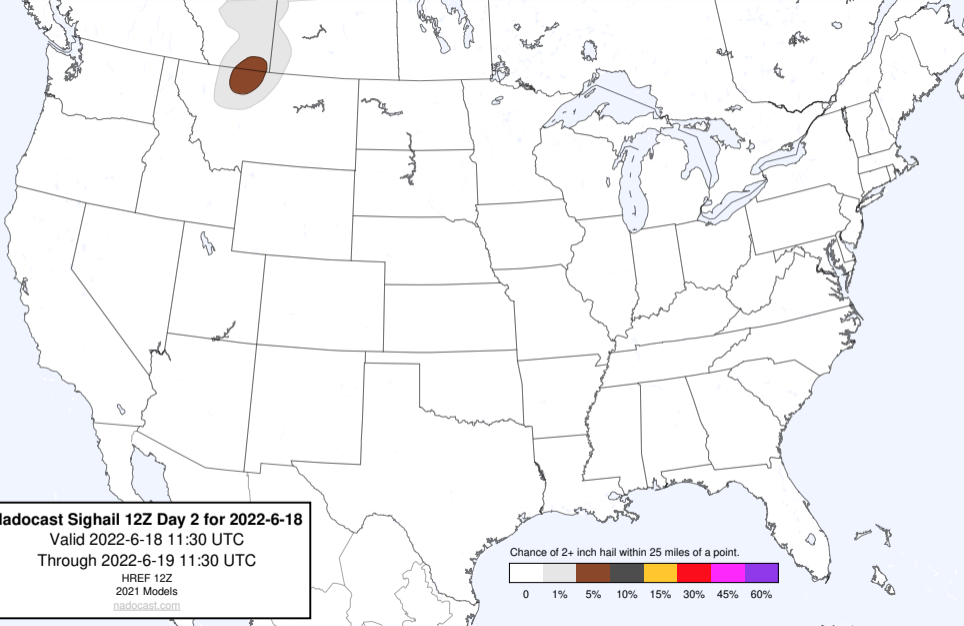 adocast Sighail 12Z Day 2 for 2022-6-18
Valid 2022-6-18 11:30 UTC
Through 2022-6-19 11:30 UTC
HREF 12Z
2021 Models
nadocast.com
Chance of 2+ inch hail within 25 miles of a point.
0 1% 5% 10% 15% 30% 45% 60%